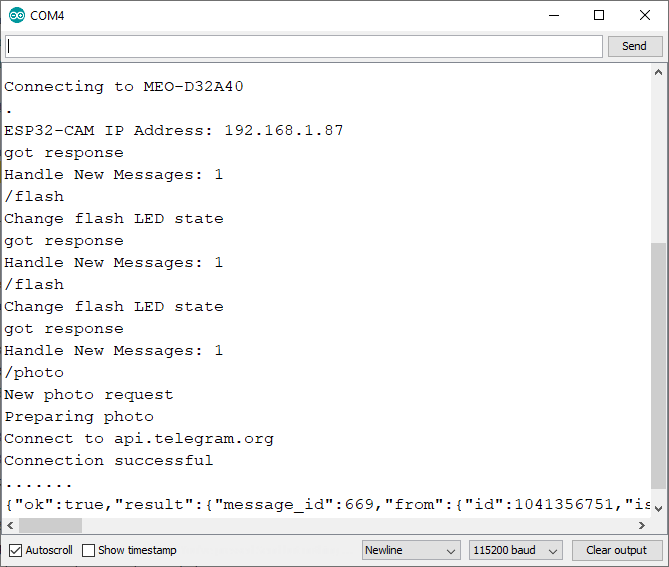 COM4
Send
Connecting to MEO-D32A40
.
ESP32-CAM IP Address: 192.168.1.87
got response
Handle New Messages: 1
/flash
Change flash LED state
got response
Handle New Messages: 1
/flash
Change flash LED state
got response
Handle New Messages: 1
/photo
New photo request
Preparing photo
Connect to api.telegram.org
Connection successful
.......
{"ok":true,"result":{"message_id":669,"from":{"id":1041356751,"is
Autoscroll Show timestamp Newline 115200 baud Clear output